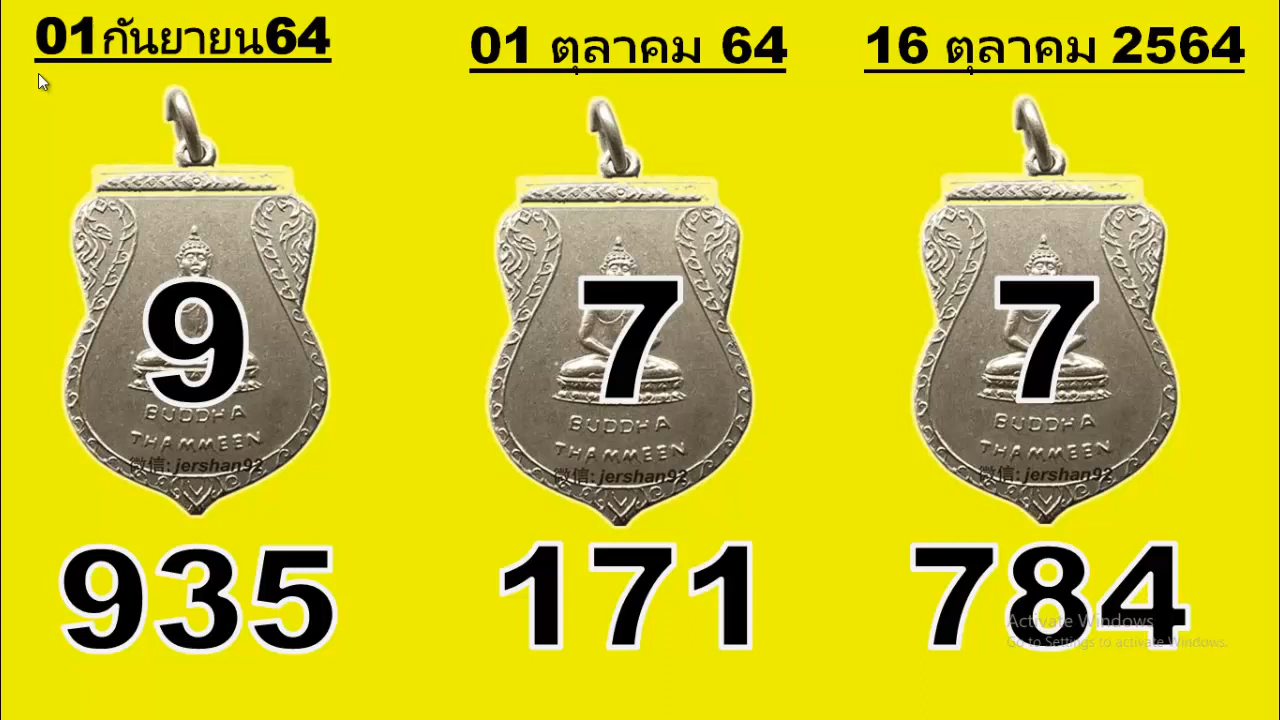 01กันยายน64
01 ตุลาคม 64
16 ตุลาคม 2564
9
7
7
BUDDHA
THAMMEEN
微信: jershan92
BUDDHA
THAMMEEN
微信: jershan92
BUDDHA
THAMMEEN
微信: jershan92
935
171
784
Activate Windows
Go to Settings to activate Windows.